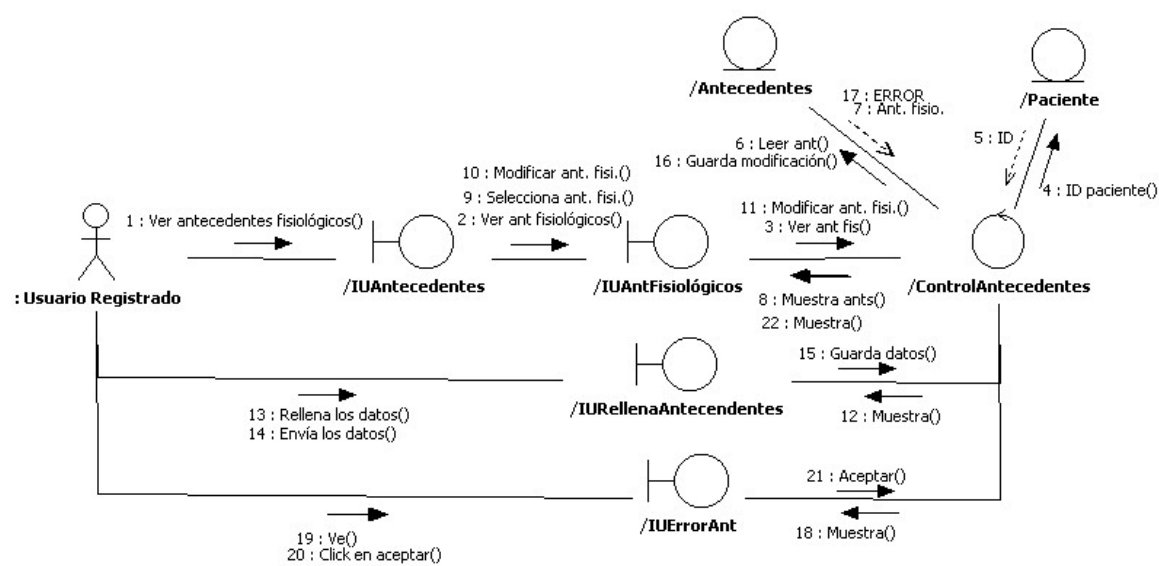 /Antecedentes
/Paciente
17 : ERROR
7 : Ant. fisio.
5 : ID
6 : Leer ant()
16 : Guarda modificación()
4 : ID paciente()
10 : Modificar ant. fisi.()
9 : Selecciona ant. fisi.()
2 : Ver ant fisiológicos()
1 : Ver antecedentes fisiológicos()
11 : Modificar ant. fisi.()
3 : Ver ant fis()
: Usuario Registrado
/IUAntecedentes
/IUAntFisiológicos
/ControlAntecedentes
8 : Muestra ants()
22 : Muestra()
15 : Guarda datos()
/IURellenaAntecendentes
12 : Muestra()
13 : Rellena los datos()
14 : Envía los datos()
21 : Aceptar()
/IUErrorAnt
18 : Muestra()
19 : Ve()
20 : Click en aceptar()